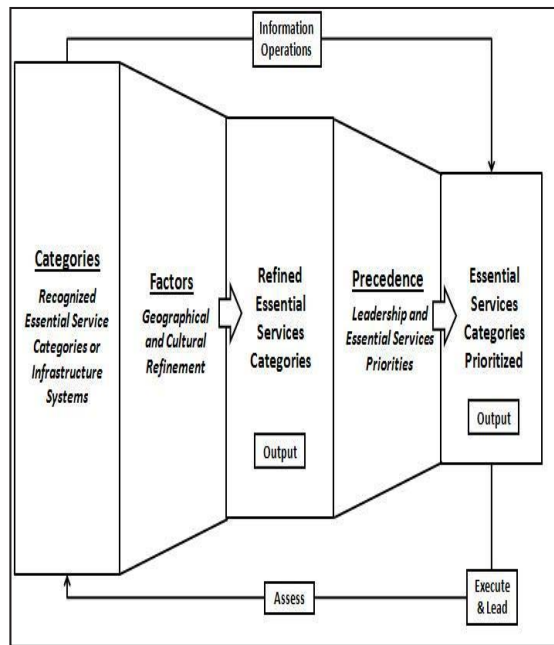 Information
Operations
Categories
Recognized
Essential Service
Categories or
Infrastructure
Systems
Factors
Geographical
and Cultural
Refinement
Refined
Essential
Services
Categories
Output
Precedence
Leadership and
Essential Services
Priorities
Essential
Services
Categories
Prioritized
Output
Assess
Execute
& Lead